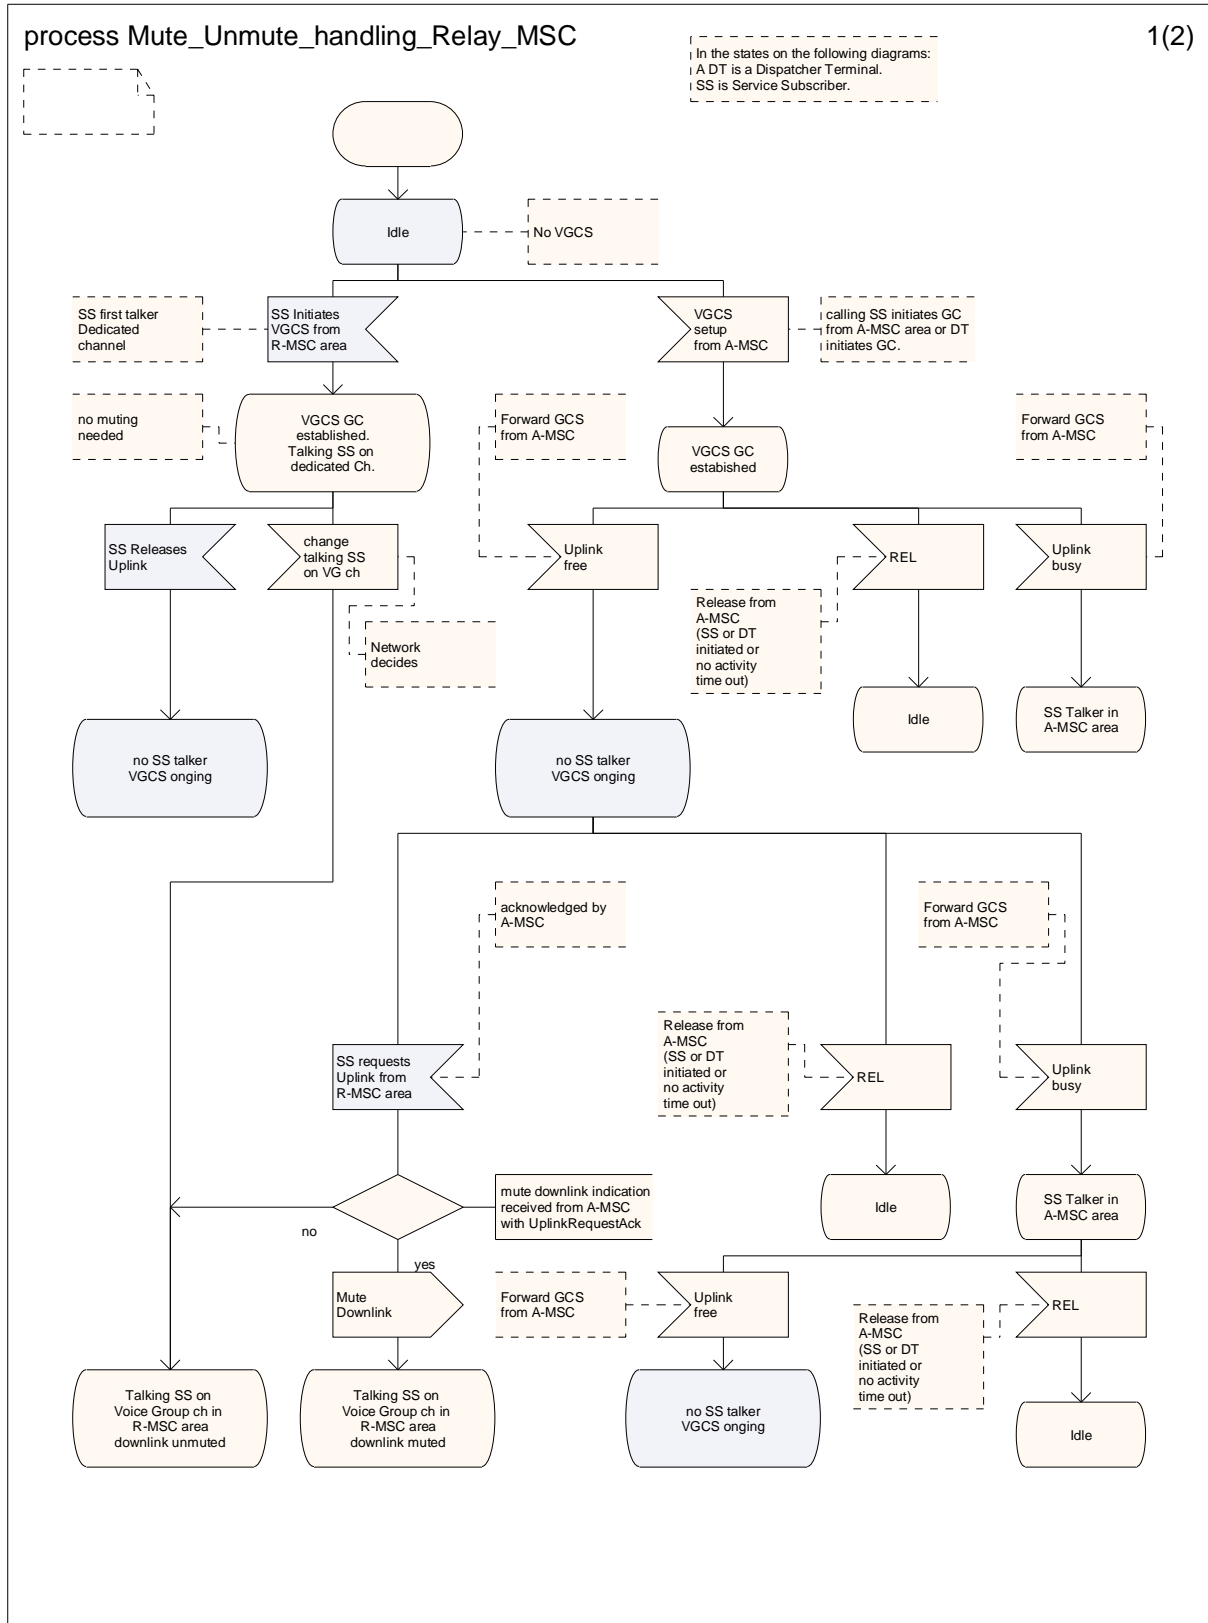 process Mute_Unmute_handling_Relay_MSC
1(2)
In the states on the following diagrams:
A DT is a Dispatcher Terminal.
SS is Service Subscriber.
Idle
No VGCS
SS first talker
Dedicated
channel
SS Initiates
VGCS from
R-MSC area
VGCS
setup
from A-MSC
calling SS initiates GC
from A-MSC area or DT
initiates GC.
no muting
needed
VGCS GC
established.
Talking SS on
dedicated Ch.
Forward GCS
from A-MSC
VGCS GC
estabished
Forward GCS
from A-MSC
SS Releases
Uplink
change
talking SS
on VG ch
Uplink
free
REL
Uplink
busy
Network
decides
Release from
A-MSC
(SS or DT
initiated or
no activity
time out)
Idle
SS Talker in
A-MSC area
no SS talker
VGCS onging
no SS talker
VGCS onging
acknowledged by
A-MSC
Forward GCS
from A-MSC
SS requests
Uplink from
R-MSC area
Release from
A-MSC
(SS or DT
initiated or
no activity
time out)
REL
Uplink
busy
mute downlink indication
received from A-MSC
with UplinkRequestAck
Idle
SS Talker in
A-MSC area
no
yes
Mute
Downlink
Forward GCS
from A-MSC
Uplink
free
Release from
A-MSC
(SS or DT
initiated or
no activity
time out)
REL
Talking SS on
Voice Group ch in
R-MSC area
downlink unmuted
Talking SS on
Voice Group ch in
R-MSC area
downlink muted
no SS talker
VGCS onging
Idle